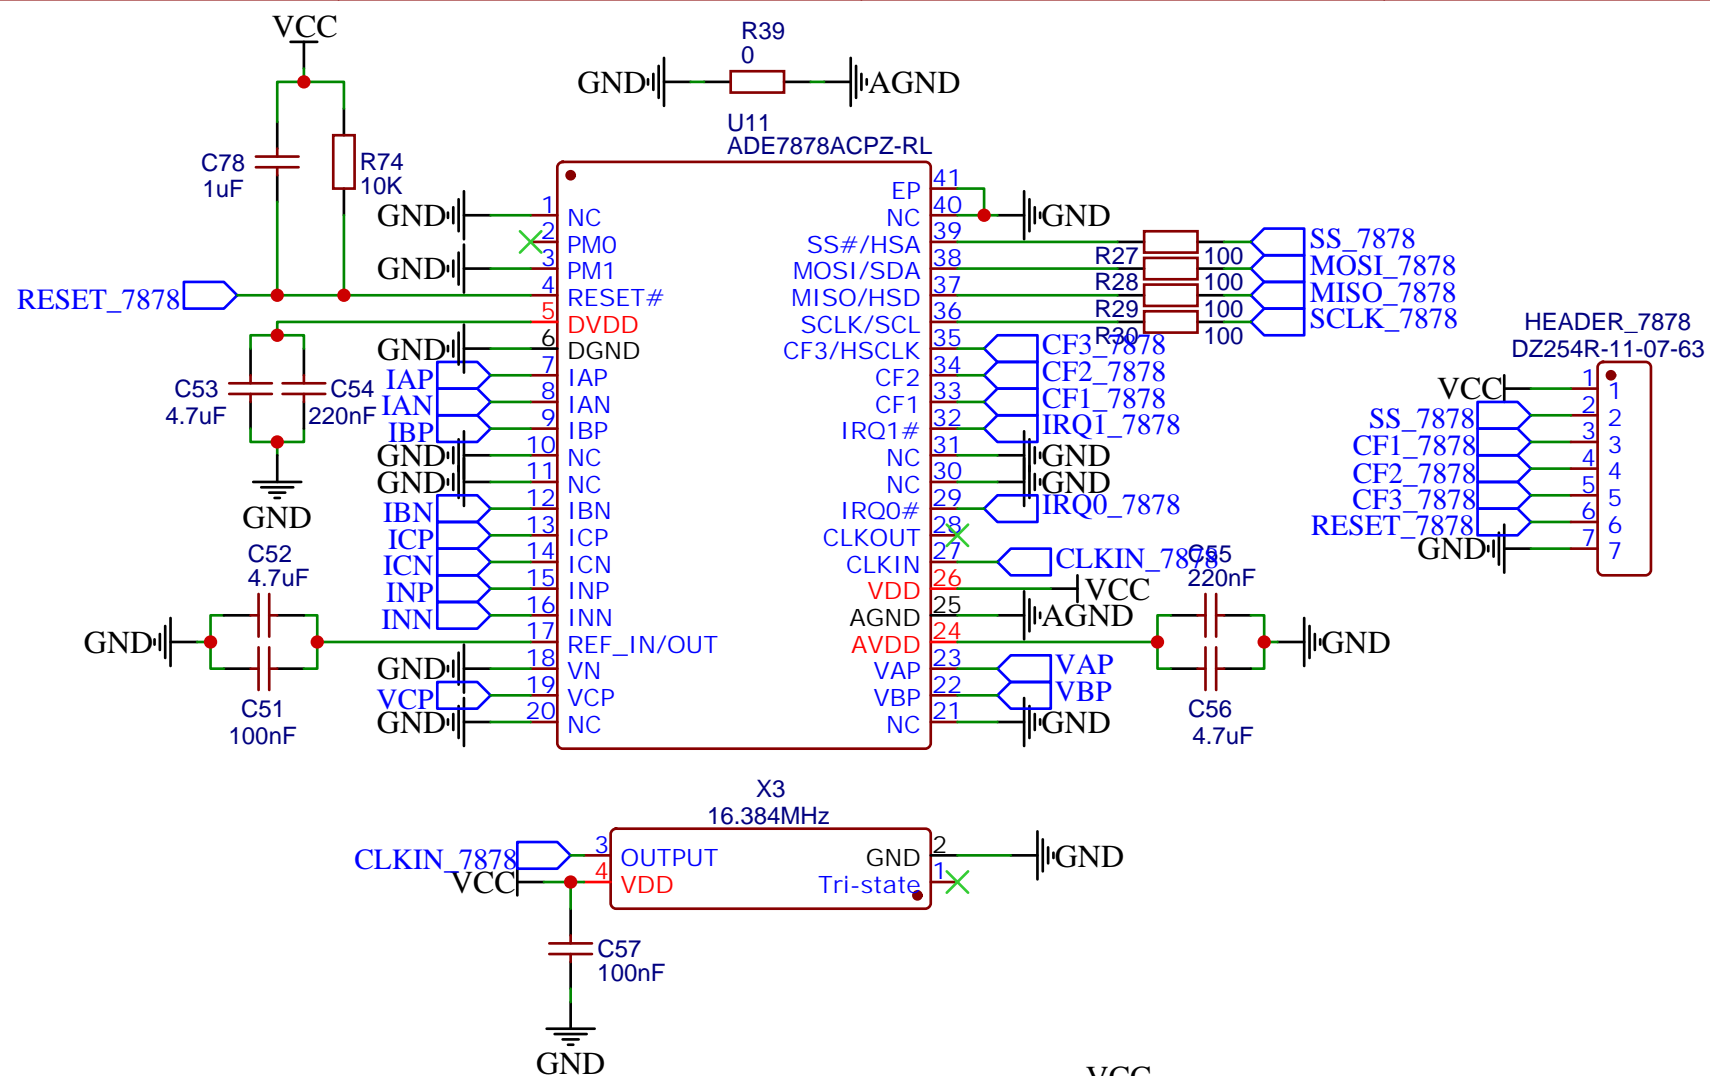 VCC
R39
0
GND
AGND
U11
ADE7878ACPZ-RL
C78
1uF
R74
10K
RESET_7878
GND 1 NC
2 PM0
GND 3 PM1
4 RESET#
5 DVDD
GND 6 DGND
IAP 7 IAP
IAN 8 IAN
IBP 9 IBP
GND 10 NC
GND 11 NC
IBN 12 IBN
ICP 13 ICP
ICN 14 ICN
INP 15 INP
INN 16 INN
17 REF_IN/OUT
GND 18 VN
VCP 19 VCP
GND 20 NC
EP 41
NC 40 GND
SS#/HSA 39 R27 100 SS_7878
MOSI/SDA 38 R28 100 MOSI_7878
MISO/HSD 37 R29 100 MISO_7878
SCLK/SCL 36 R30 100 SCLK_7878
CF3/HSCLK 35 CF3_7878
CF2 34 CF2_7878
CF1 33 CF1_7878
IRQ1# 32 IRQ1_7878
NC 31 GND
NC 30 GND
IRQ0# 29 IRQ0_7878
CLKOUT 28
CLKIN 27 CLKIN_7878
VDD 26 VCC
AGND 25 AGND
AVDD 24
VAP 23 VAP
VBP 22 VBP
NC 21 GND
C53
4.7uF
C54
220nF
GND
C52
4.7uF
GND
C51
100nF
C55
220nF
GND
C56
4.7uF
HEADER_7878
DZ254R-11-07-63
VCC 1 1
SS_7878 2 2
CF1_7878 3 3
CF2_7878 4 4
CF3_7878 5 5
RESET_7878 6 6
GND 7 7
X3
16.384MHz
CLKIN_7878 3 OUTPUT
VCC 4 VDD
GND 2 GND
Tri-state 1
C57
100nF
GND
VCC